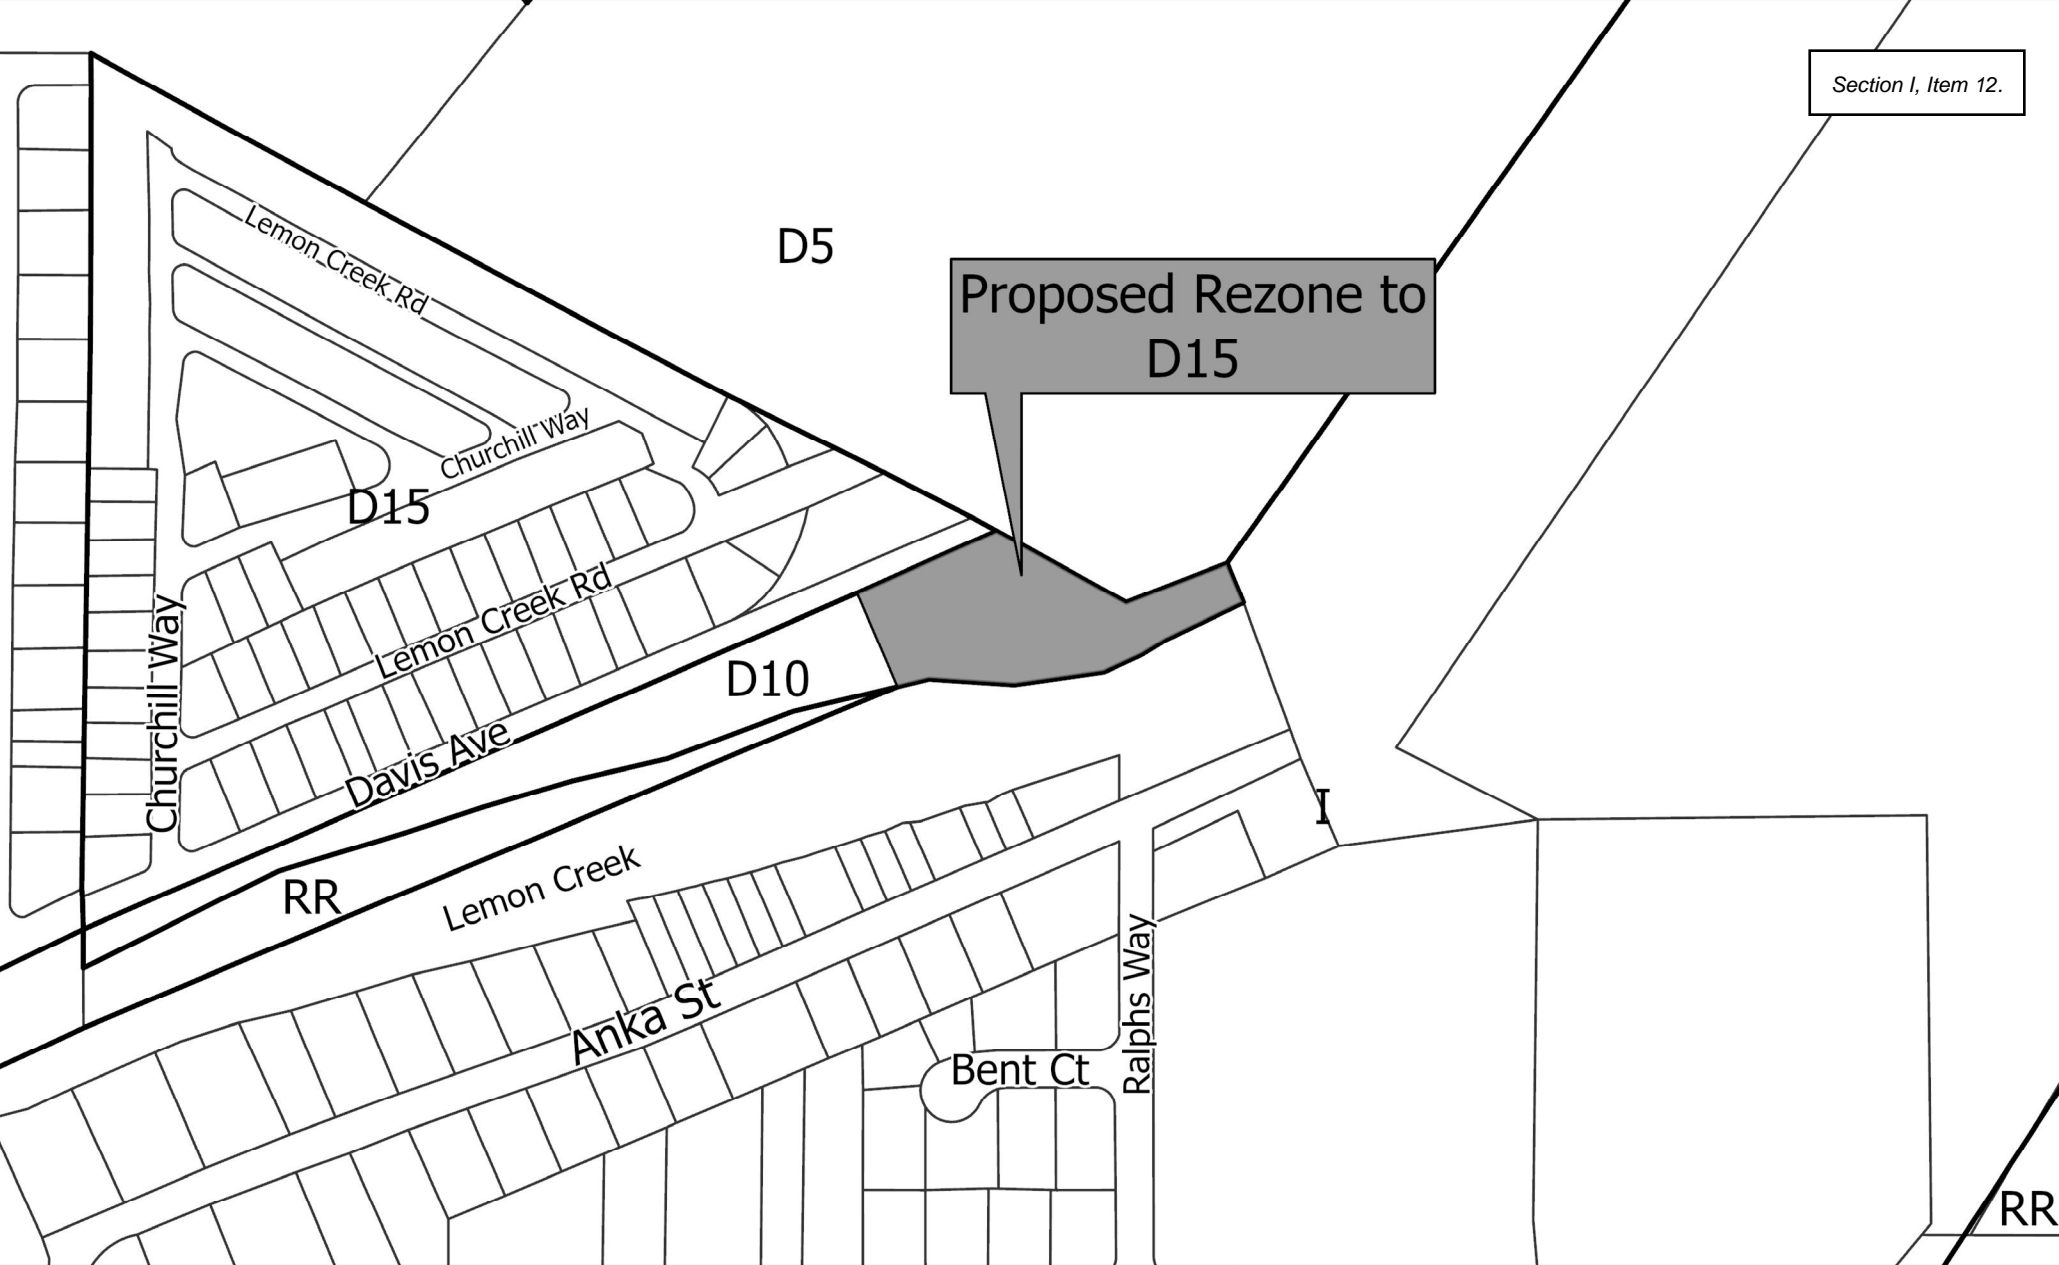 Section I, Item 12.
Lemon Creek Rd
D5
Proposed Rezone to
D15
Churchill Way
D15
Lemon Creek Rd
Churchill Way
D10
Davis Ave
I
RR
Lemon Creek
Anka St
Ralphs Way
Bent Ct
RR